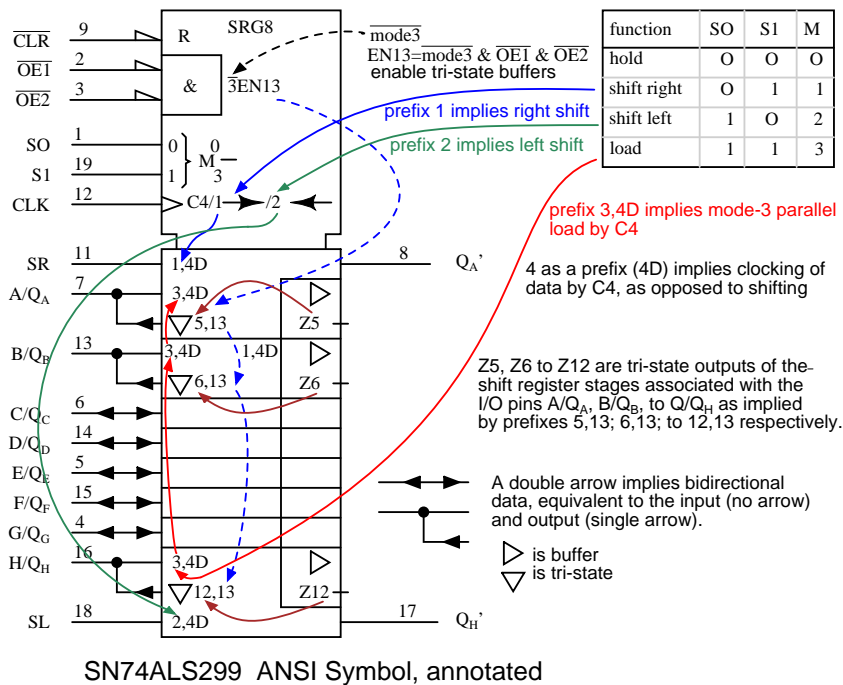 9 CLR R SRG8
2 OE1
3 OE2 & 3EN13
mode3
EN13=mode3 & OE1 & OE2
enable tri-state buffers
function SO S1 M
hold O O O
shift right O 1 1
shift left 1 O 2
load 1 1 3
prefix 1 implies right shift
prefix 2 implies left shift
1 SO 0 } M 0
19 S1 1 3
12 CLK C4/1 /2
prefix 3,4D implies mode-3 parallel
load by C4
11 SR 1,4D 8 QA'
4 as a prefix (4D) implies clocking of
data by C4, as opposed to shifting
7 A/QA 3,4D
5,13 Z5
13 B/QB 3,4D 1,4D
6,13 Z6
Z5, Z6 to Z12 are tri-state outputs of the
shift register stages associated with the
I/O pins A/QA, B/QB, to Q/QH as implied
by prefixes 5,13; 6,13; to 12,13 respectively.
6 C/QC
14 D/QD
5 E/QE
15 F/QF
4 G/QG
16 H/QH 3,4D
12,13 Z12
A double arrow implies bidirectional
data, equivalent to the input (no arrow)
and output (single arrow).
is buffer
is tri-state
18 SL 2,4D 17 QH'
SN74ALS299 ANSI Symbol, annotated